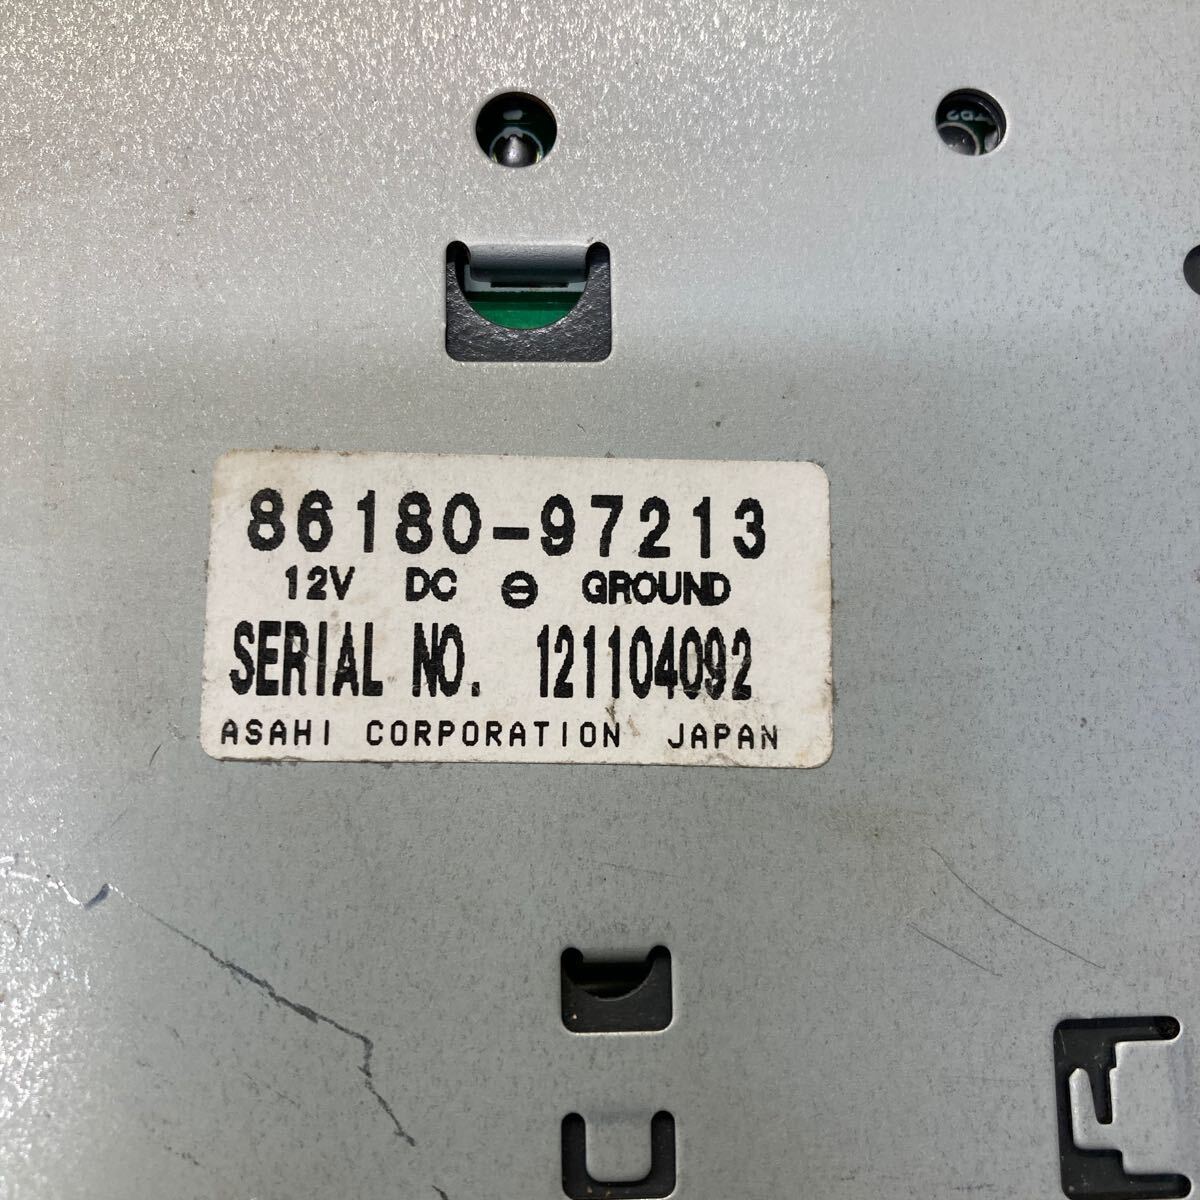 86180-97213
12V DC ⊖ GROUND
SERIAL NO. 121104092
ASAHI CORPORATION JAPAN